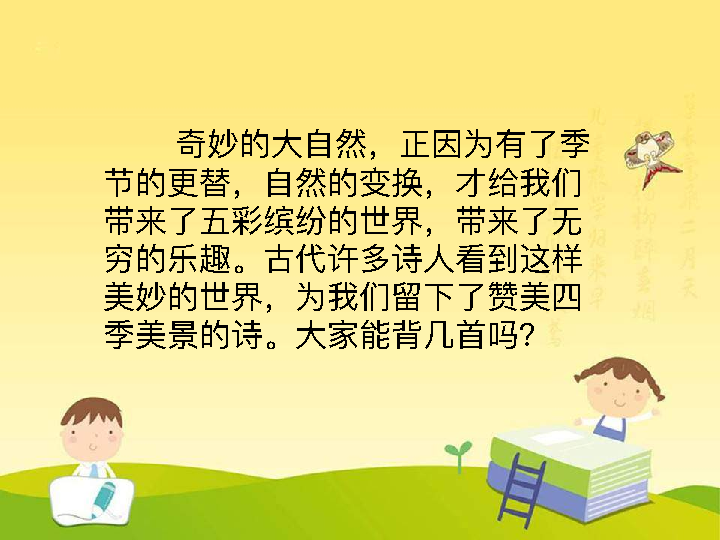 奇妙的大自然，正因为有了季
节的更替，自然的变换，才给我们
带来了五彩缤纷的世界，带来了无
穷的乐趣。古代许多诗人看到这样
美妙的世界，为我们留下了赞美四
季美景的诗。大家能背几首吗？
二月天